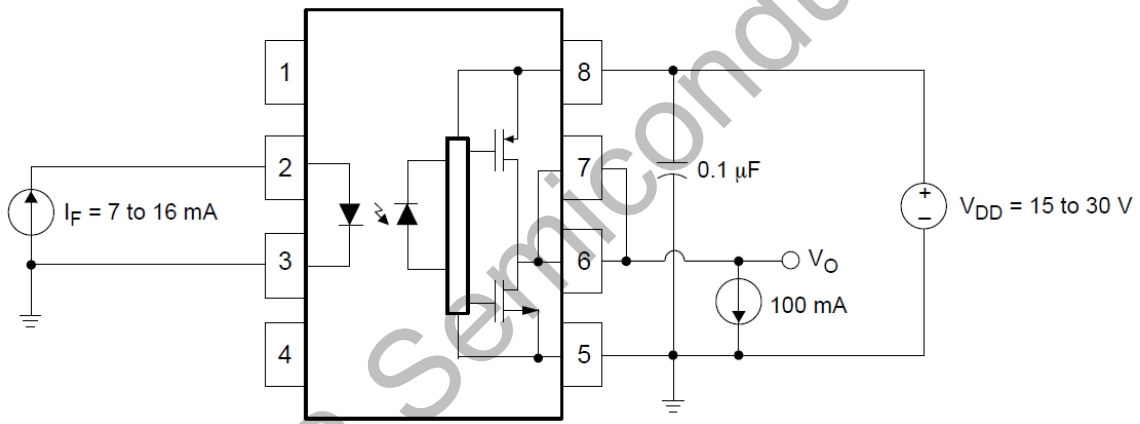 1
2
3
4
8
7
6
5
I_F = 7 to 16 mA
0.1 µF
+
–
V_DD = 15 to 30 V
V_O
100 mA
Semicondu